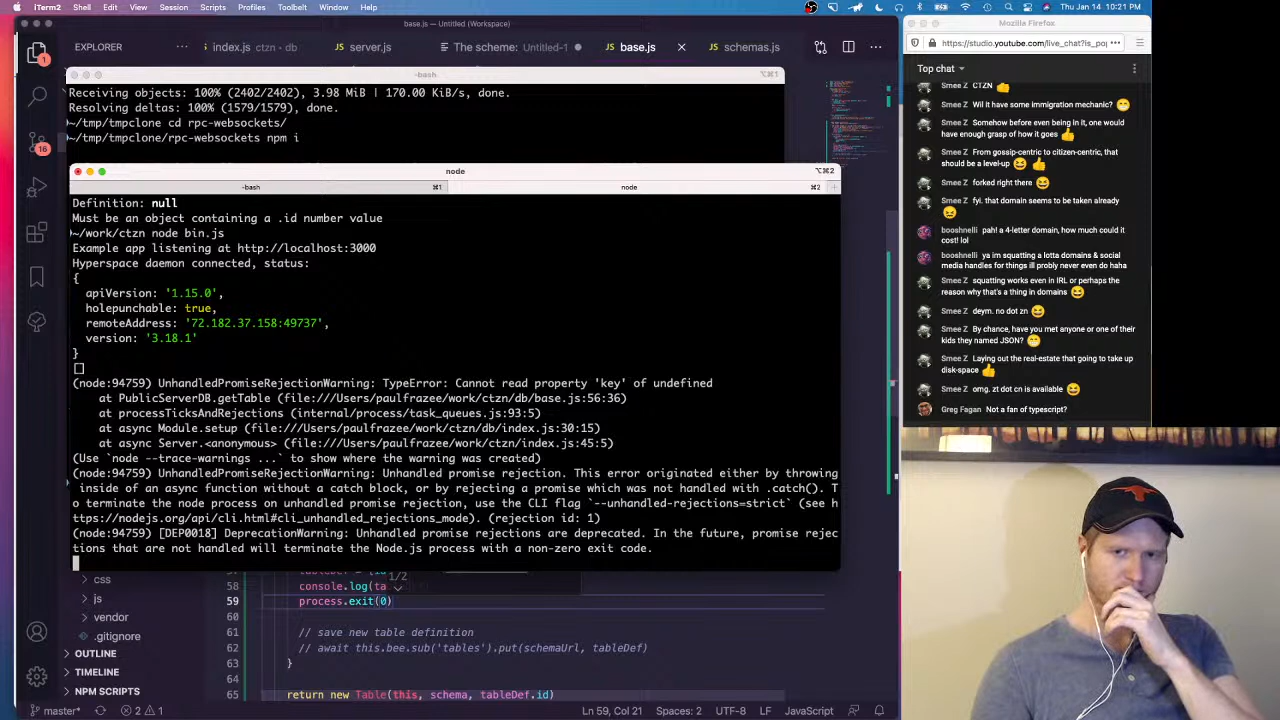 iTerm2 Shell Edit View Session Scripts Profiles Toolbelt Window Help
Thu Jan 14 10:21 PM
base.js — Untitled (Workspace)
EXPLORER
index.js ctzn • db
server.js
The scheme: Untitled-1
base.js
schemas.js
-bash
⌥⌘1
Receiving objects: 100% (2402/2402), 3.98 MiB | 170.00 KiB/s, done.
Resolving deltas: 100% (1579/1579), done.
~/tmp/tmpclone cd rpc-websockets/
~/tmp/tmpclone/rpc-websockets npm i
node
⌥⌘2
-bash
⌘1
node
⌘2
Definition: null
Must be an object containing a .id number value
~/work/ctzn node bin.js
Example app listening at http://localhost:3000
Hyperspace daemon connected, status:
{
apiVersion: '1.15.0',
holepunchable: true,
remoteAddress: '72.182.37.158:49737',
version: '3.18.1'
}
[]
(node:94759) UnhandledPromiseRejectionWarning: TypeError: Cannot read property 'key' of undefined
at PublicServerDB.getTable (file:///Users/paulfrazee/work/ctzn/db/base.js:56:36)
at processTicksAndRejections (internal/process/task_queues.js:93:5)
at async Module.setup (file:///Users/paulfrazee/work/ctzn/db/index.js:30:15)
at async Server.<anonymous> (file:///Users/paulfrazee/work/ctzn/index.js:45:5)
(Use `node --trace-warnings ...` to show where the warning was created)
(node:94759) UnhandledPromiseRejectionWarning: Unhandled promise rejection. This error originated either by throwing
inside of an async function without a catch block, or by rejecting a promise which was not handled with .catch(). T
o terminate the node process on unhandled promise rejection, use the CLI flag `--unhandled-rejections=strict` (see h
ttps://nodejs.org/api/cli.html#cli_unhandled_rejections_mode). (rejection id: 1)
(node:94759) [DEP0018] DeprecationWarning: Unhandled promise rejections are deprecated. In the future, promise rejec
tions that are not handled will terminate the Node.js process with a non-zero exit code.
1
16
css
js
vendor
.gitignore
OUTLINE
TIMELINE
NPM SCRIPTS
1/2
58 console.log(ta
59 process.exit(0)
60
61 // save new table definition
62 // await this.bee.sub('tables').put(schemaUrl, tableDef)
63 }
64
65 return new Table(this, schema, tableDef.id)
master*
2 1
Ln 59, Col 21
Spaces: 2
UTF-8
LF
JavaScript
Mozilla Firefox
https://studio.youtube.com/live_chat?is_po
Top chat
Smee Z CTZN 👍
Smee Z Wil it have some immigration mechanic? 😁
Smee Z Somehow before even being in it, one would
have enough grasp of how it goes 👍
Smee Z From gossip-centric to citizen-centric, that
should be a level-up 😆 👍
Smee Z forked right there 😆
Smee Z fyi. that domain seems to be taken already
😖
booshnelli pah! a 4-letter domain, how much could it
cost! lol
booshnelli ya im squatting a lotta domains & social
media handles for things ill probly never even do haha
Smee Z squatting works even in IRL or perhaps the
reason why that's a thing in domains 😆
Smee Z deym. no dot zn 😆
Smee Z By chance, have you met anyone or one of their
kids they named JSON? 😁
Smee Z Laying out the real-estate that going to take up
disk-space 👍
Smee Z omg. zt dot cn is available 😆
Greg Fagan Not a fan of typescript?